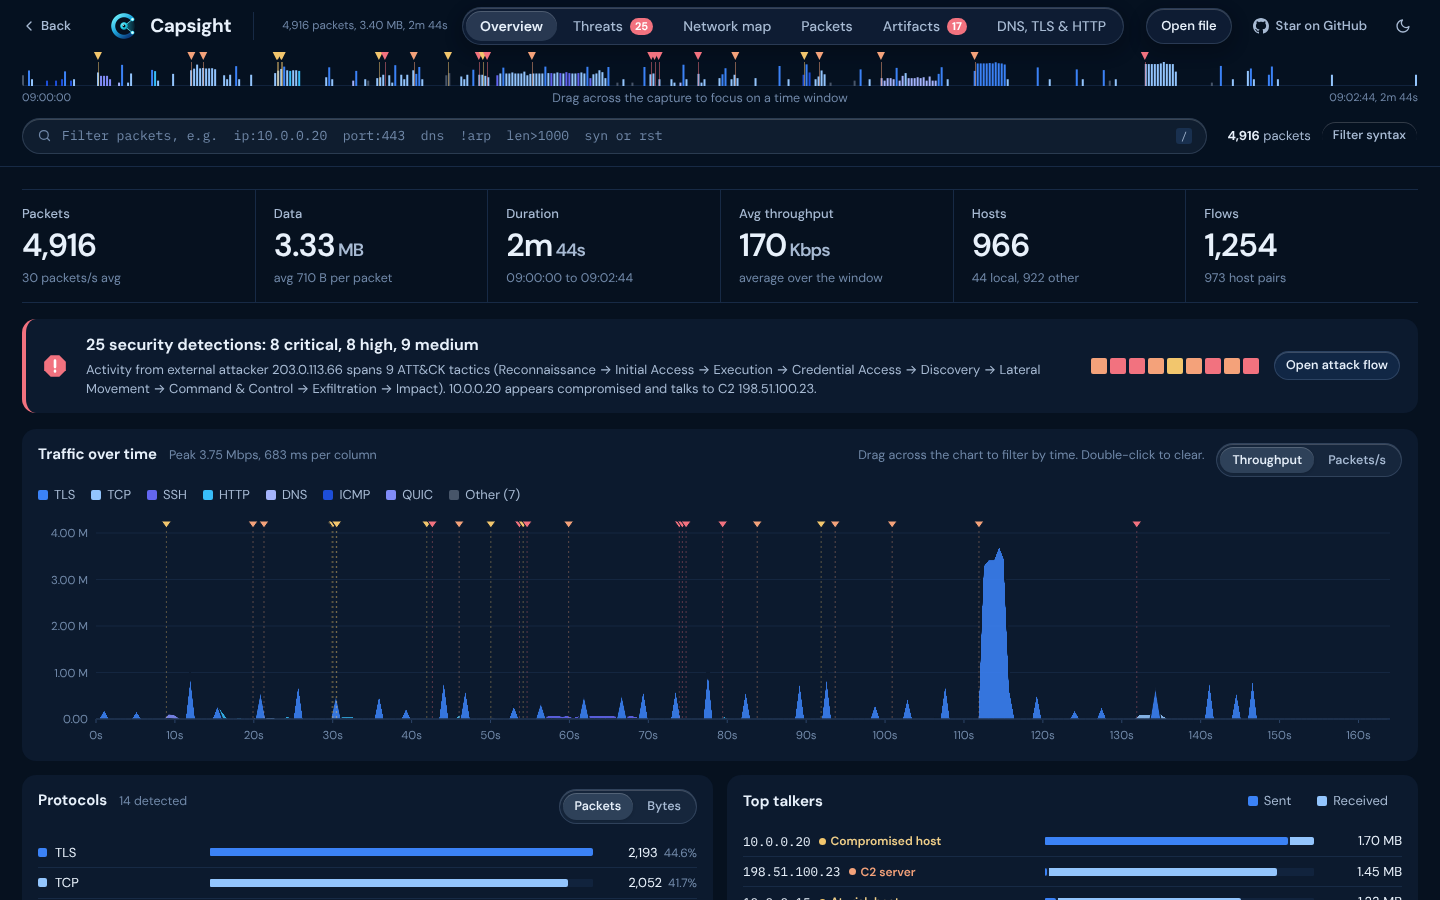 Back
Capsight
4,916 packets, 3.40 MB, 2m 44s
Overview
Threats 25
Network map
Packets
Artifacts 17
DNS, TLS & HTTP
Open file
Star on GitHub
09:00:00
Drag across the capture to focus on a time window
09:02:44, 2m 44s
Filter packets, e.g. ip:10.0.0.20 port:443 dns !arp len>1000 syn or rst
/
4,916 packets
Filter syntax
Packets
4,916
30 packets/s avg
Data
3.33 MB
avg 710 B per packet
Duration
2m 44s
09:00:00 to 09:02:44
Avg throughput
170 Kbps
average over the window
Hosts
966
44 local, 922 other
Flows
1,254
973 host pairs
25 security detections: 8 critical, 8 high, 9 medium
Activity from external attacker 203.0.113.66 spans 9 ATT&CK tactics (Reconnaissance → Initial Access → Execution → Credential Access → Discovery → Lateral
Movement → Command & Control → Exfiltration → Impact). 10.0.0.20 appears compromised and talks to C2 198.51.100.23.
Open attack flow
Traffic over time
Peak 3.75 Mbps, 683 ms per column
Drag across the chart to filter by time. Double-click to clear.
Throughput
Packets/s
TLS
TCP
SSH
HTTP
DNS
ICMP
QUIC
Other (7)
4.00 M
3.00 M
2.00 M
1.00 M
0.00
0s 10s 20s 30s 40s 50s 60s 70s 80s 90s 100s 110s 120s 130s 140s 150s 160s
Protocols
14 detected
Packets
Bytes
TLS 2,193 44.6%
TCP 2,052 41.7%
Top talkers
Sent
Received
10.0.0.20 Compromised host 1.70 MB
198.51.100.23 C2 server 1.45 MB